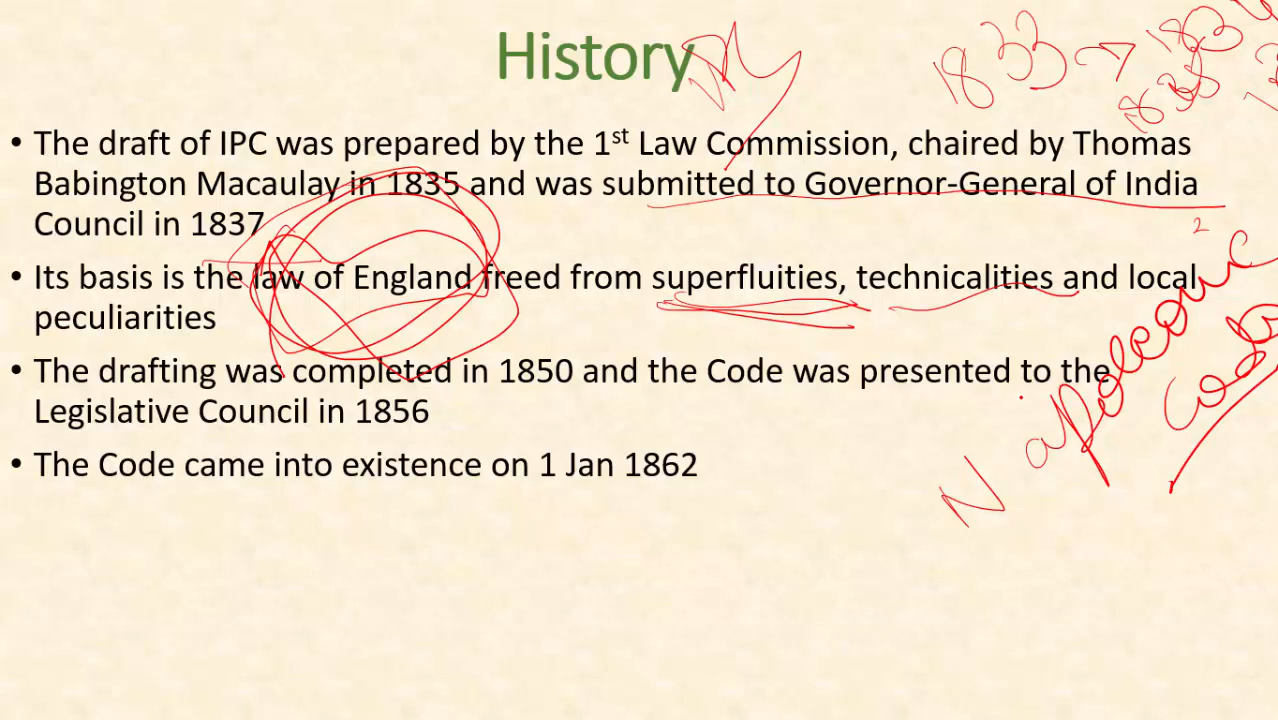 History
1833 →
• The draft of IPC was prepared by the 1st Law Commission, chaired by Thomas
Babington Macaulay in 1835 and was submitted to Governor-General of India
Council in 1837
• Its basis is the law of England freed from superfluities, technicalities and local
peculiarities
• The drafting was completed in 1850 and the Code was presented to the
Legislative Council in 1856
• The Code came into existence on 1 Jan 1862
Napoleonic